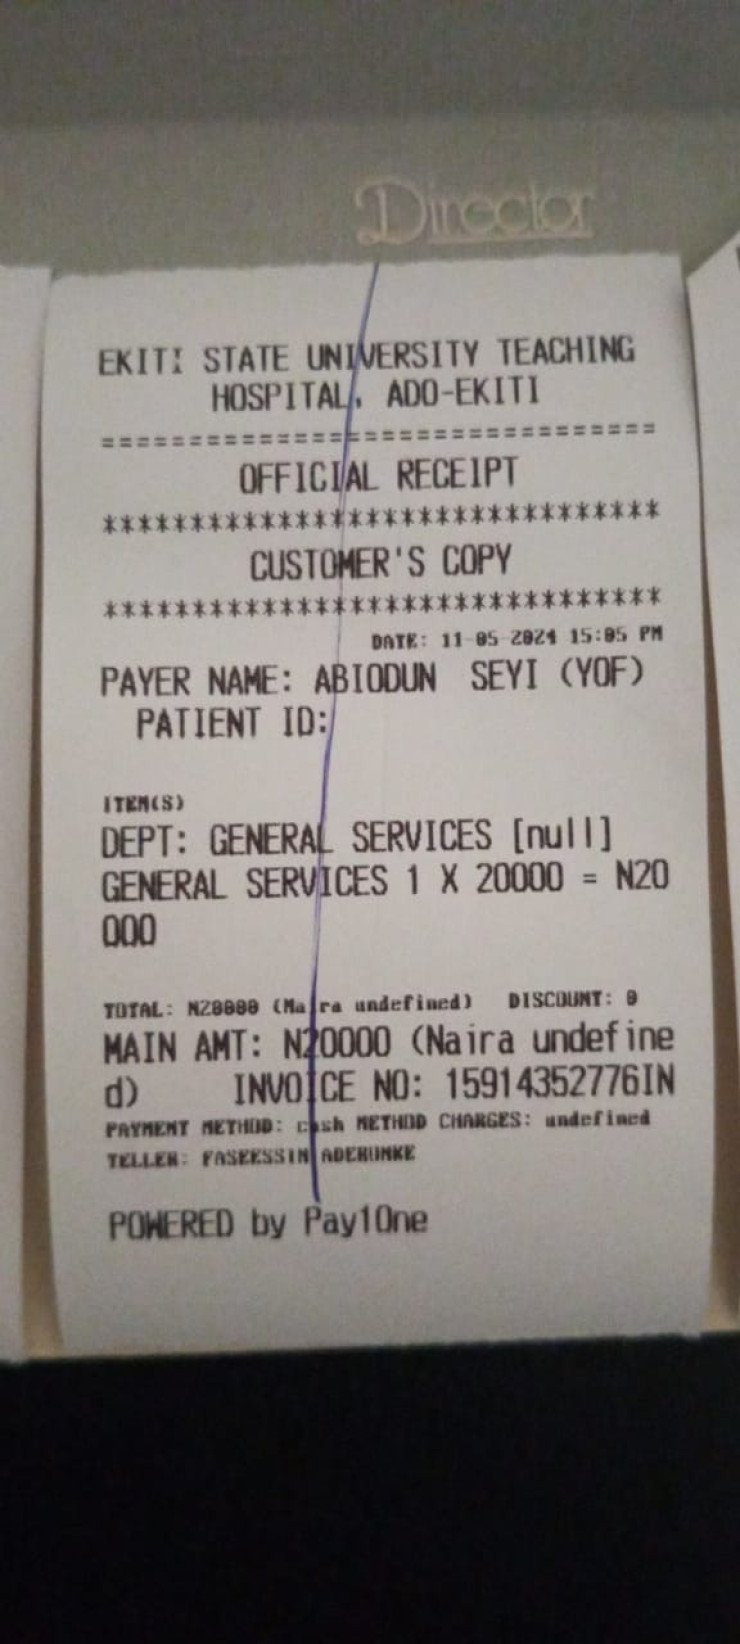 Director
EKITI STATE UNIVERSITY TEACHING
HOSPITAL, ADO-EKITI
================================
OFFICIAL RECEIPT
********************************
CUSTOMER'S COPY
********************************
DATE: 11-05-2024 15:05 PM
PAYER NAME: ABIODUN SEYI (YOF)
PATIENT ID:
ITEM(S)
DEPT: GENERAL SERVICES [null]
GENERAL SERVICES 1 X 20000 = N20
000
TOTAL: N20000 (Naira undefined) DISCOUNT: 0
MAIN AMT: N20000 (Naira undefine
d) INVOICE NO: 15914352776IN
PAYMENT METHOD: cash METHOD CHARGES: undefined
TELLER: ADEKUNKE
POWERED by Pay1One